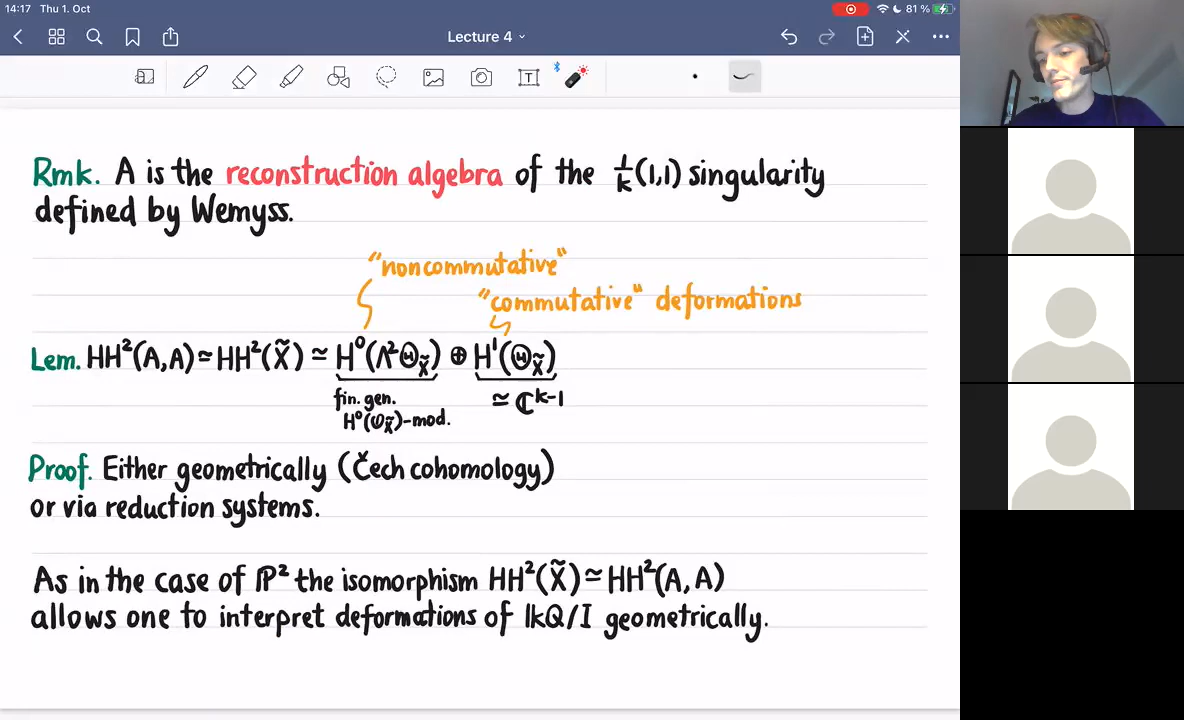 14:17 Thu 1. Oct 81 %
Lecture 4
T
Rmk. A is the reconstruction algebra of the 1/k(1,1) singularity
defined by Wemyss.
"noncommutative"
"commutative" deformations
Lem. HH²(A,A) ≃ HH²(X̃) ≃ H⁰(Λ²Θ_X̃) ⊕ H¹(Θ_X̃)
fin. gen. ≃ ℂᵏ⁻¹
H⁰(𝒪_X̃)-mod.
Proof. Either geometrically (Čech cohomology)
or via reduction systems.
As in the case of ℙ² the isomorphism HH²(X̃) ≃ HH²(A, A)
allows one to interpret deformations of 𝕜Q/I geometrically.